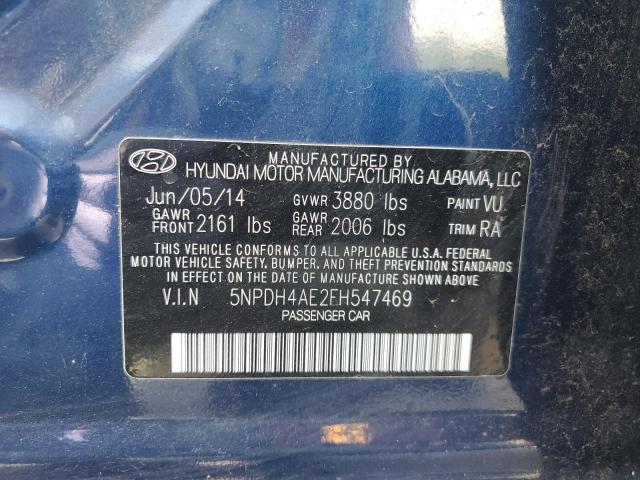 MANUFACTURED BY
HYUNDAI MOTOR MANUFACTURING ALABAMA, LLC
Jun/05/14 GVWR 3880 lbs PAINT VU
GAWR FRONT 2161 lbs GAWR REAR 2006 lbs TRIM RA
THIS VEHICLE CONFORMS TO ALL APPLICABLE U.S.A. FEDERAL
MOTOR VEHICLE SAFETY, BUMPER, AND THEFT PREVENTION
STANDARDS IN EFFECT ON THE DATE OF MANUFACTURE SHOWN ABOVE
V.I.N 5NPDH4AE2FH547469
PASSENGER CAR